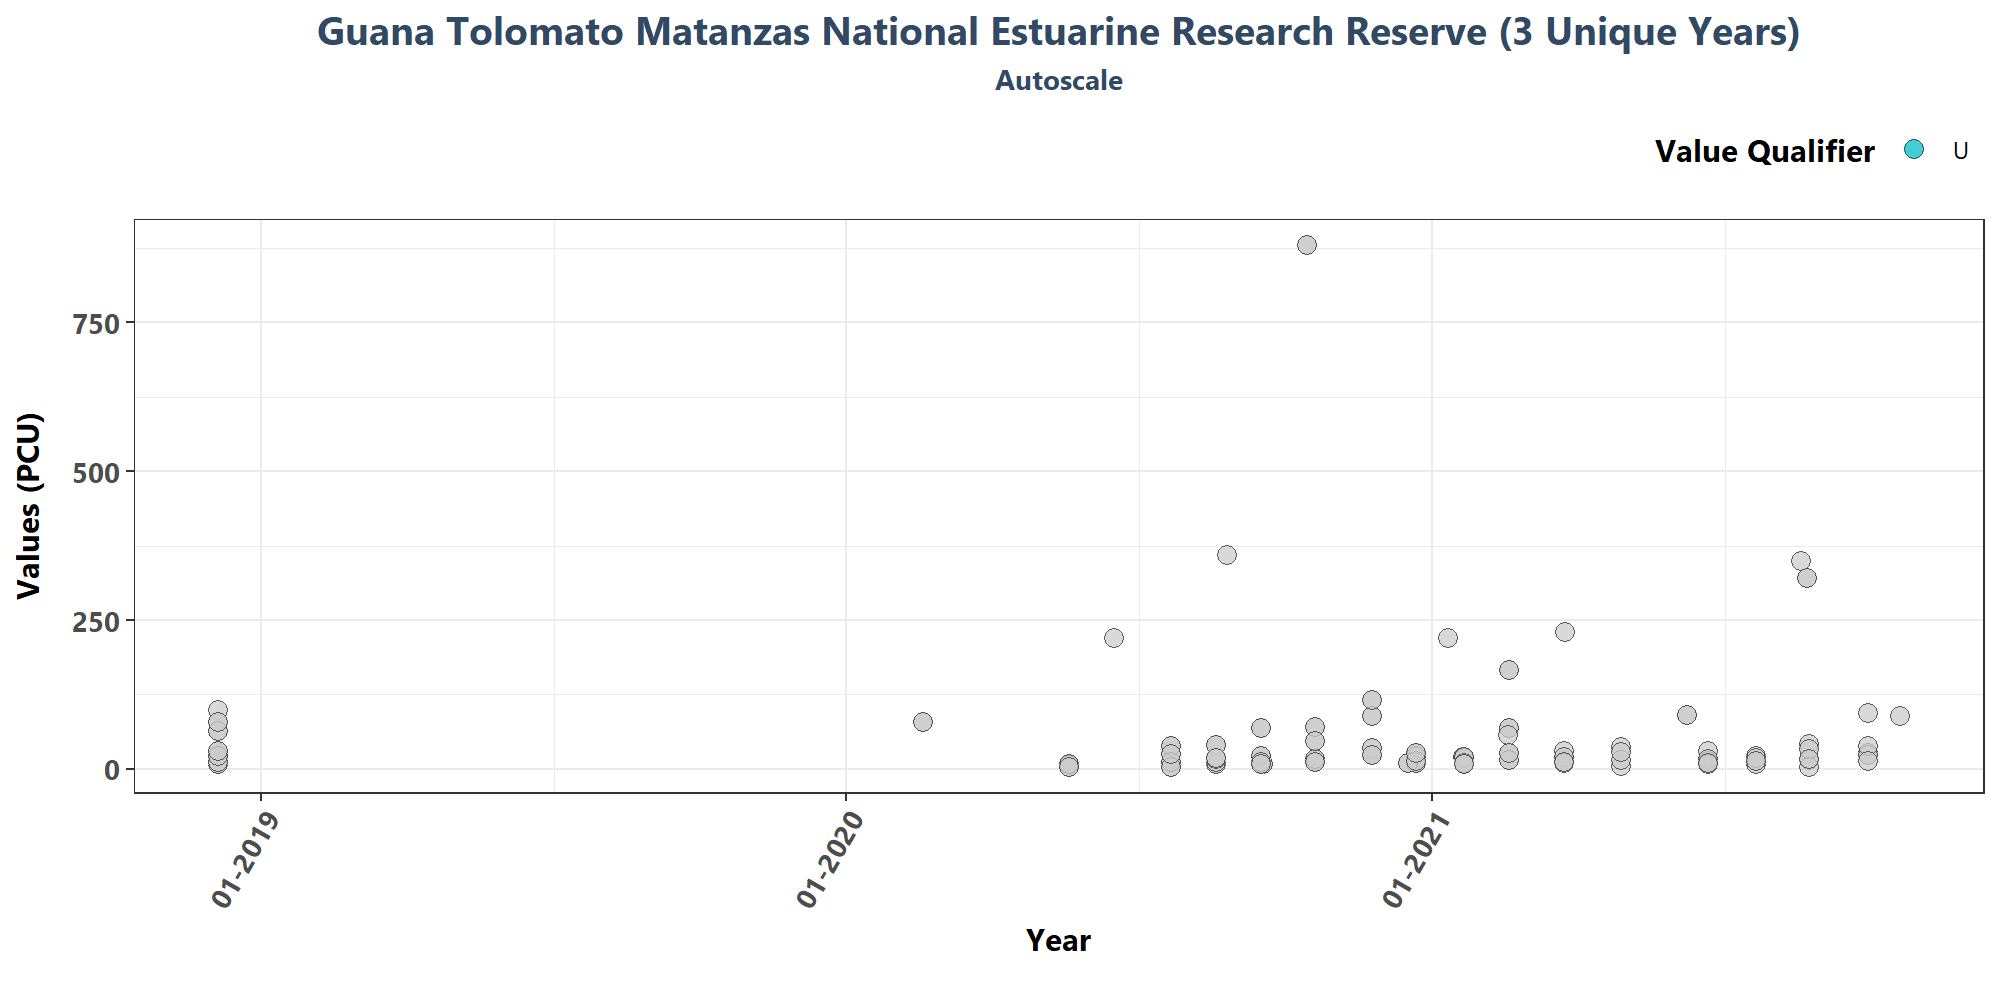 Guana Tolomato Matanzas National Estuarine Research Reserve (3 Unique Years)
Autoscale
Value Qualifier U
Values (PCU)
750
500
250
0
01-2019
01-2020
01-2021
Year